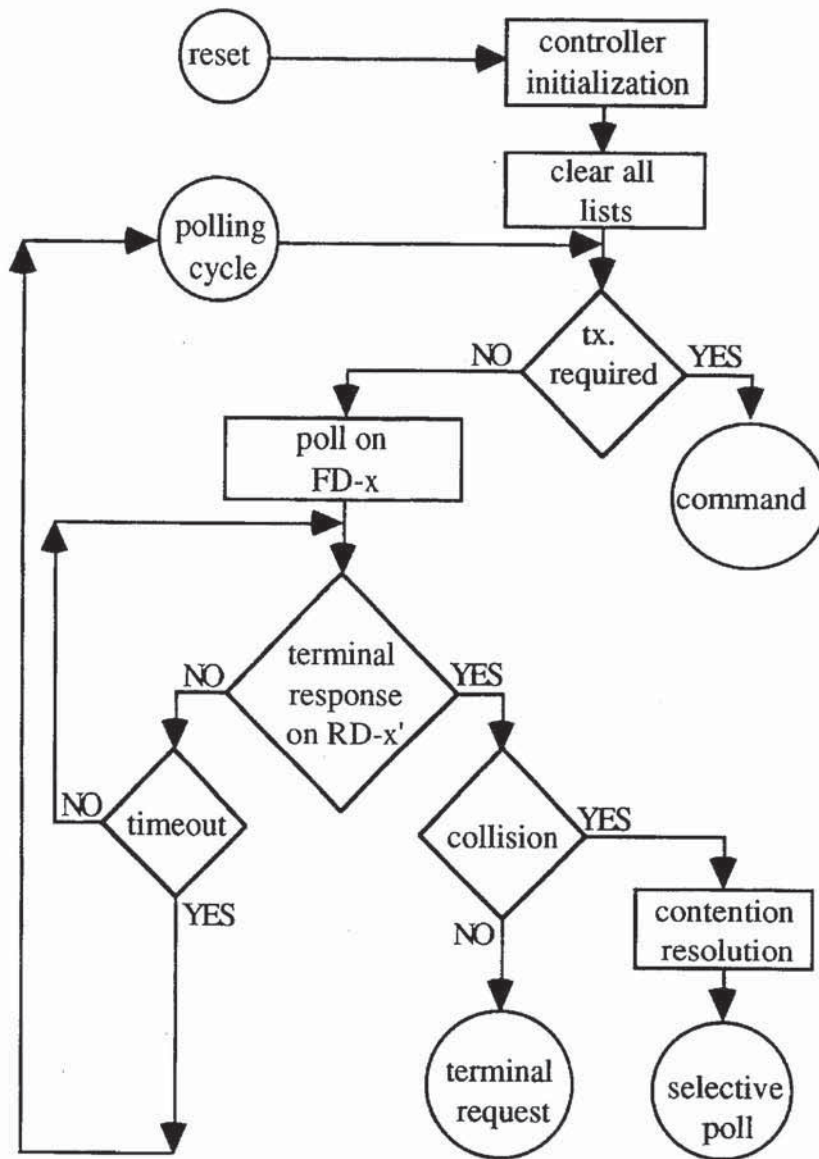 reset
controller
initialization
clear all
lists
polling
cycle
tx.
required
NO
YES
poll on
FD-x
command
terminal
response
on RD-x'
NO
YES
timeout
NO
YES
collision
YES
NO
contention
resolution
terminal
request
selective
poll